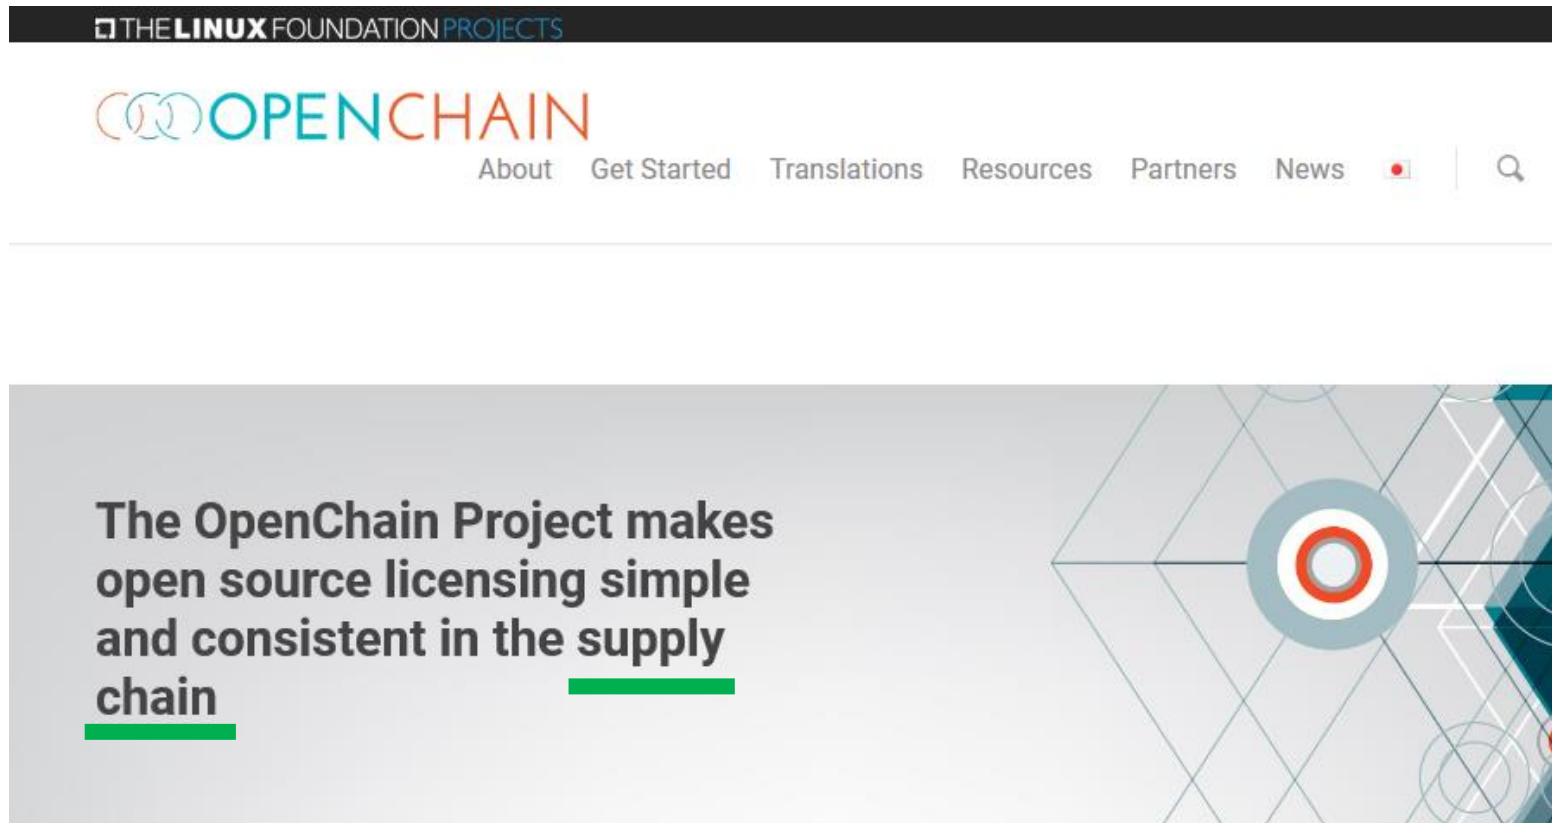 THE LINUX FOUNDATION PROJECTS
OPENCHAIN
About Get Started Translations Resources Partners News
The OpenChain Project makes
open source licensing simple
and consistent in the supply
chain